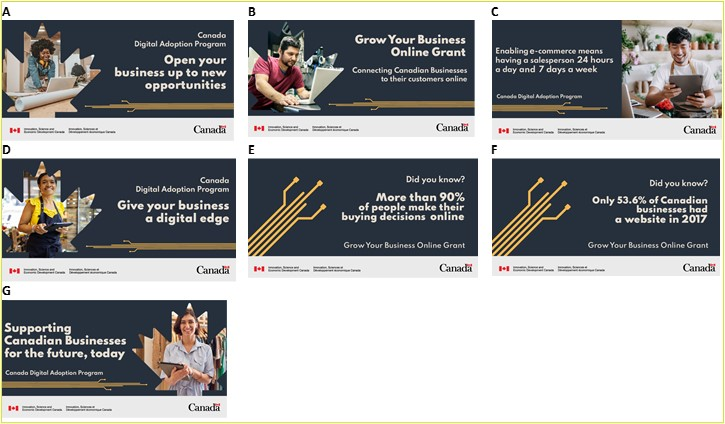 A
Canada
Digital Adoption Program
Open your
business up to new
opportunities
Innovation, Science and
Economic Development Canada
Innovation, Sciences et
Développement économique Canada
Canada
B
Grow Your Business
Online Grant
Connecting Canadian Businesses
to their customers online
Innovation, Science and
Economic Development Canada
Innovation, Sciences et
Développement économique Canada
Canada
C
Enabling e-commerce means
having a salesperson 24 hours
a day and 7 days a week
Canada Digital Adoption Program
Innovation, Science and
Economic Development Canada
Innovation, Sciences et
Développement économique Canada
Canada
D
Canada
Digital Adoption Program
Give your business
a digital edge
Innovation, Science and
Economic Development Canada
Innovation, Sciences et
Développement économique Canada
Canada
E
Did you know?
More than 90%
of people make their
buying decisions online
Grow Your Business Online Grant
Innovation, Science and
Economic Development Canada
Innovation, Sciences et
Développement économique Canada
Canada
F
Did you know?
Only 53.6% of Canadian
businesses had
a website in 2017
Grow Your Business Online Grant
Innovation, Science and
Economic Development Canada
Innovation, Sciences et
Développement économique Canada
Canada
G
Supporting
Canadian Businesses
for the future, today
Canada Digital Adoption Program
Innovation, Science and
Economic Development Canada
Innovation, Sciences et
Développement économique Canada
Canada